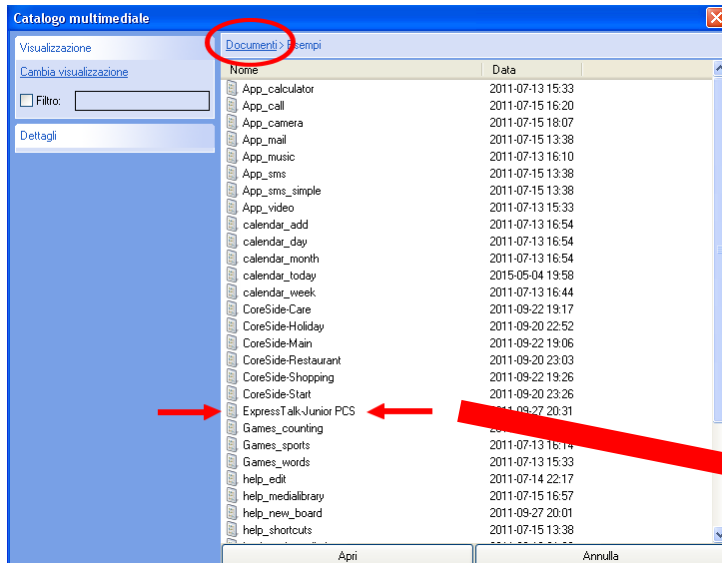 Catalogo multimediale
Visualizzazione
Cambia visualizzazione
Filtro:
Dettagli
Documenti > Esempi
Nome Data
App_calculator 2011-07-13 15:33
App_call 2011-07-15 16:20
App_camera 2011-07-15 18:07
App_mail 2011-07-15 13:38
App_music 2011-07-13 16:10
App_sms 2011-07-15 13:38
App_sms_simple 2011-07-15 13:38
App_video 2011-07-13 15:33
calendar_add 2011-07-13 16:54
calendar_day 2011-07-13 16:54
calendar_month 2011-07-13 16:54
calendar_today 2015-05-04 19:58
calendar_week 2011-07-13 16:44
CoreSide-Care 2011-09-22 19:17
CoreSide-Holiday 2011-09-20 22:52
CoreSide-Main 2011-09-22 19:06
CoreSide-Restaurant 2011-09-20 23:03
CoreSide-Shopping 2011-09-22 19:26
CoreSide-Start 2011-09-20 23:26
ExpressTalk-Junior PCS 2011-09-27 20:31
Games_counting
Games_sports 2011-07-13 16:14
Games_words 2011-07-13 15:33
help_edit 2011-07-14 22:17
help_medialibrary 2011-07-15 16:57
help_new_board 2011-09-27 20:01
help_shortcuts 2011-07-15 13:38
Apri Annulla